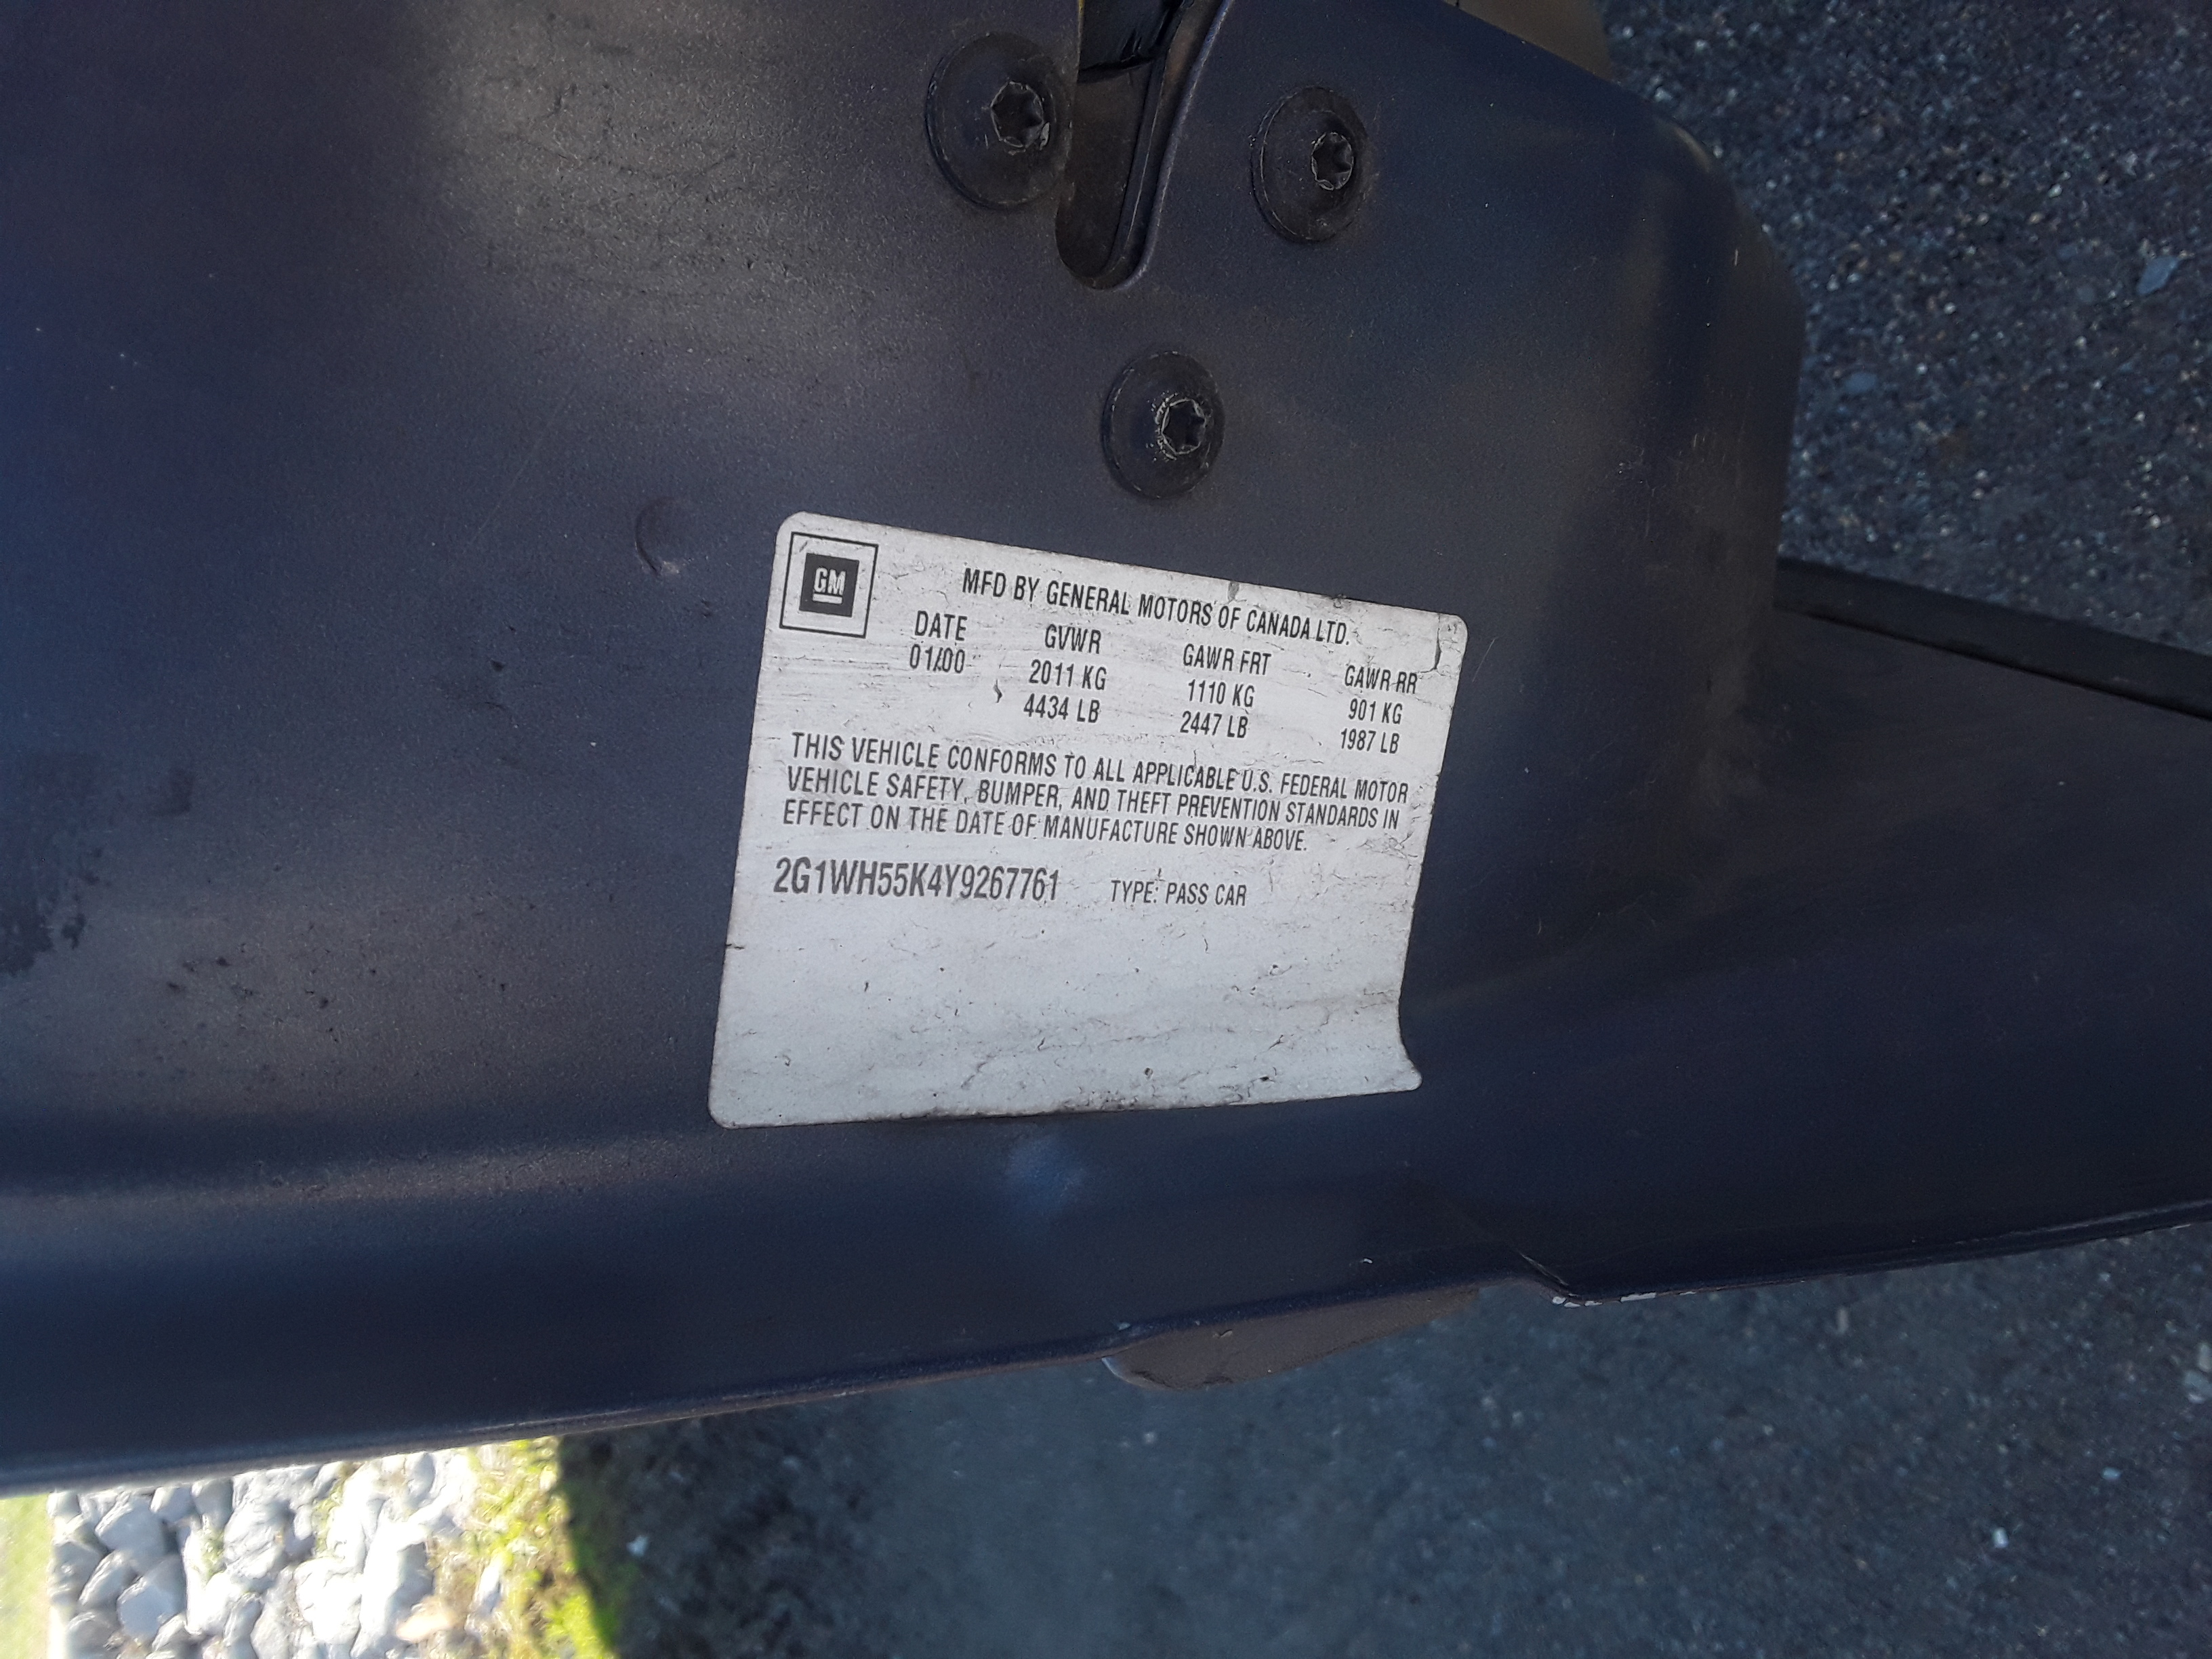 GM
MFD BY GENERAL MOTORS OF CANADA LTD.
DATE GVWR GAWR FRT GAWR RR
01/00 2011 KG 1110 KG 901 KG
4434 LB 2447 LB 1987 LB
THIS VEHICLE CONFORMS TO ALL APPLICABLE U.S. FEDERAL MOTOR
VEHICLE SAFETY, BUMPER, AND THEFT PREVENTION STANDARDS IN
EFFECT ON THE DATE OF MANUFACTURE SHOWN ABOVE.
2G1WH55K4Y9267761 TYPE: PASS CAR